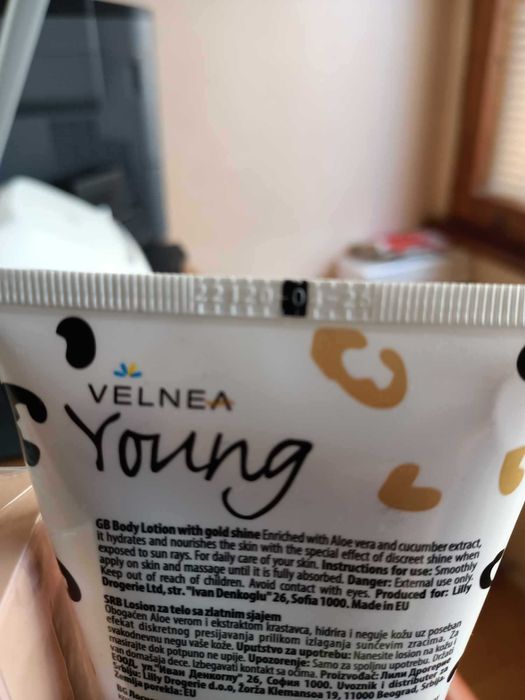 VELNEA
Young
GB Body Lotion with gold shine Enriched with Aloe vera and cucumber extract,
it hydrates and nourishes the skin with the special effect of discreet shine when
exposed to sun rays. For daily care of your skin. Instructions for use: Smoothly
apply on skin and massage until it is fully absorbed. Danger: External use only.
Keep out of reach of children. Avoid contact with eyes. Produced for: Lilly
Drogerie Ltd, str. "Ivan Denkoglu" 26, Sofia 1000. Made in EU
SRB Losion za telo sa zlatnim sjajem
Obogaćen Aloe verom i ekstraktom krastavca, hidrira i neguje kožu uz poseban
efekat diskretnog presijavanja prilikom izlaganja sunčevim zracima. Za
svakodnevnu negu vaše kože. Uputstvo za upotrebu: Nanesite losion na kožu i
masirajte dok potpuno ne upije. Upozorenje: Samo za spoljnu upotrebu. Držati
van domašaja dece. Izbegavati kontakt sa očima. Proizvođač: Лили Дрогерие
ЕООД, ул. "Иван Денкоглу" 26, София 1000. Uvoznik i distributer za
Srbiju: Lilly Drogerie d.o.o, Žorža Klemansoa 19, 11000 Beograd, Srbija.
Zemlja porekla: EU